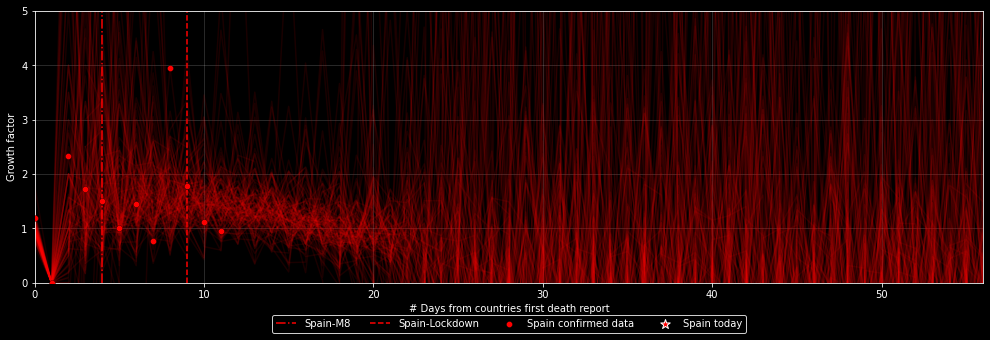 5
4
3
2
1
0
Growth factor
0 10 20 30 40 50
# Days from countries first death report
Spain-M8 Spain-Lockdown Spain confirmed data Spain today